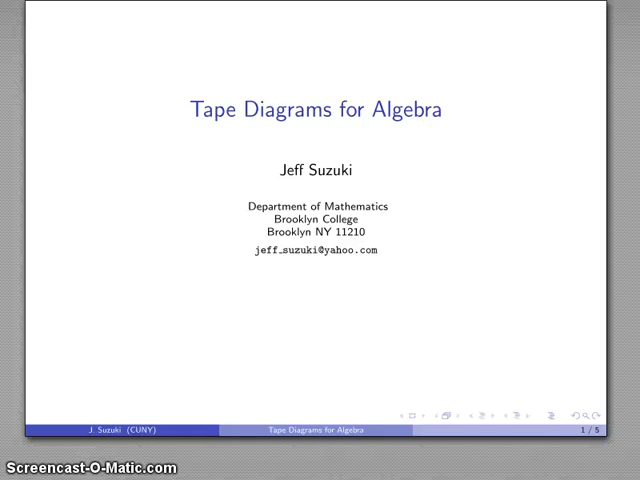 Tape Diagrams for Algebra
Jeff Suzuki
Department of Mathematics
Brooklyn College
Brooklyn NY 11210
jeff_suzuki@yahoo.com
J. Suzuki (CUNY)
Tape Diagrams for Algebra
1 / 5
Screencast-O-Matic.com